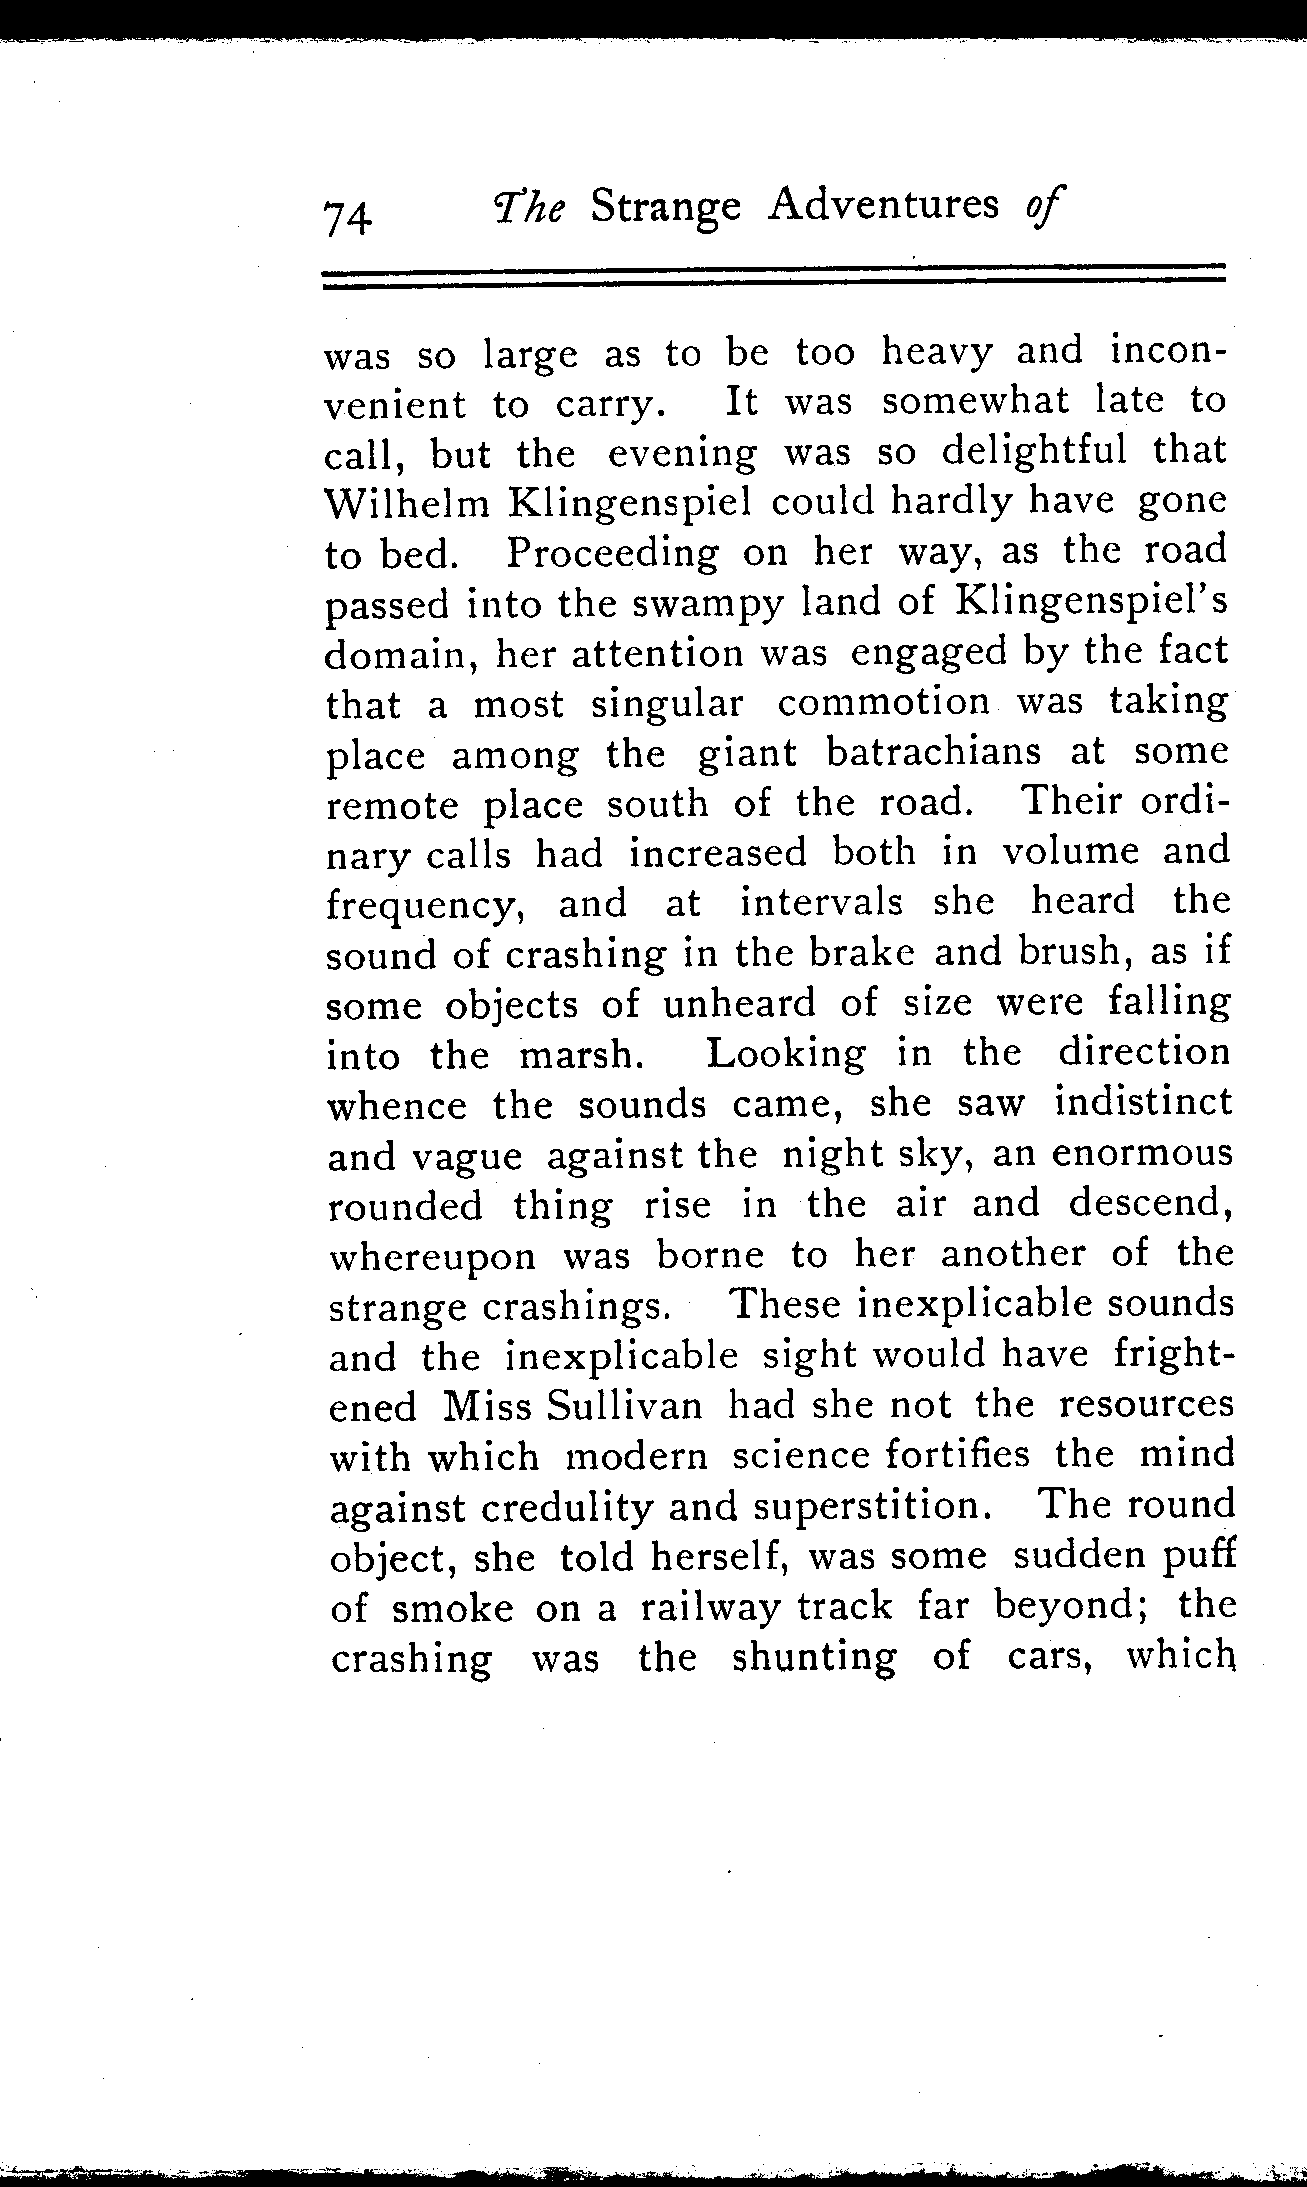 74 The Strange Adventures of
was so large as to be too heavy and incon-
venient to carry. It was somewhat late to
call, but the evening was so delightful that
Wilhelm Klingenspiel could hardly have gone
to bed. Proceeding on her way, as the road
passed into the swampy land of Klingenspiel's
domain, her attention was engaged by the fact
that a most singular commotion was taking
place among the giant batrachians at some
remote place south of the road. Their ordi-
nary calls had increased both in volume and
frequency, and at intervals she heard the
sound of crashing in the brake and brush, as if
some objects of unheard of size were falling
into the marsh. Looking in the direction
whence the sounds came, she saw indistinct
and vague against the night sky, an enormous
rounded thing rise in the air and descend,
whereupon was borne to her another of the
strange crashings. These inexplicable sounds
and the inexplicable sight would have fright-
ened Miss Sullivan had she not the resources
with which modern science fortifies the mind
against credulity and superstition. The round
object, she told herself, was some sudden puff
of smoke on a railway track far beyond; the
crashing was the shunting of cars, which